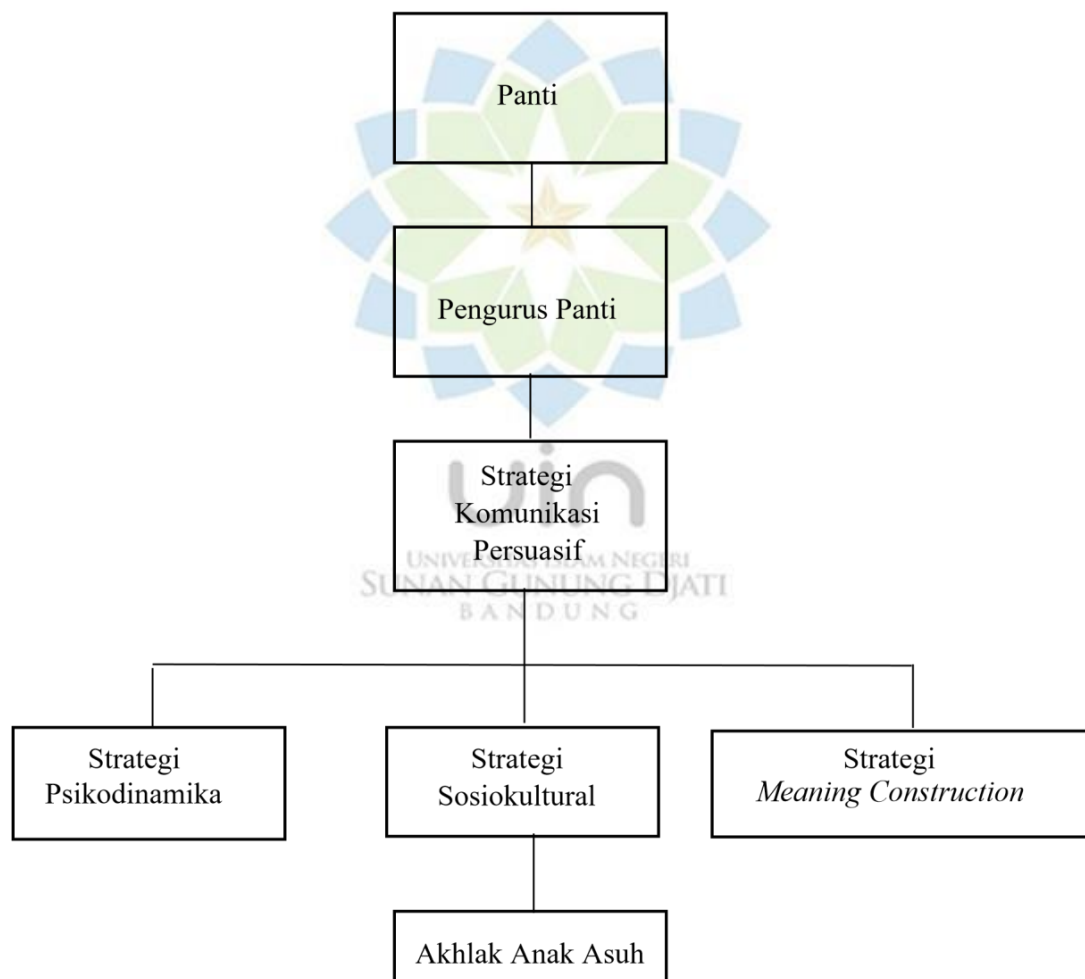 Panti
Pengurus Panti
Strategi
Komunikasi
Persuasif
uin
UNIVERSITAS ISLAM NEGERI
SUNAN GUNUNG DJATI
BANDUNG
Strategi
Psikodinamika
Strategi
Sosiokultural
Strategi
Meaning Construction
Akhlak Anak Asuh